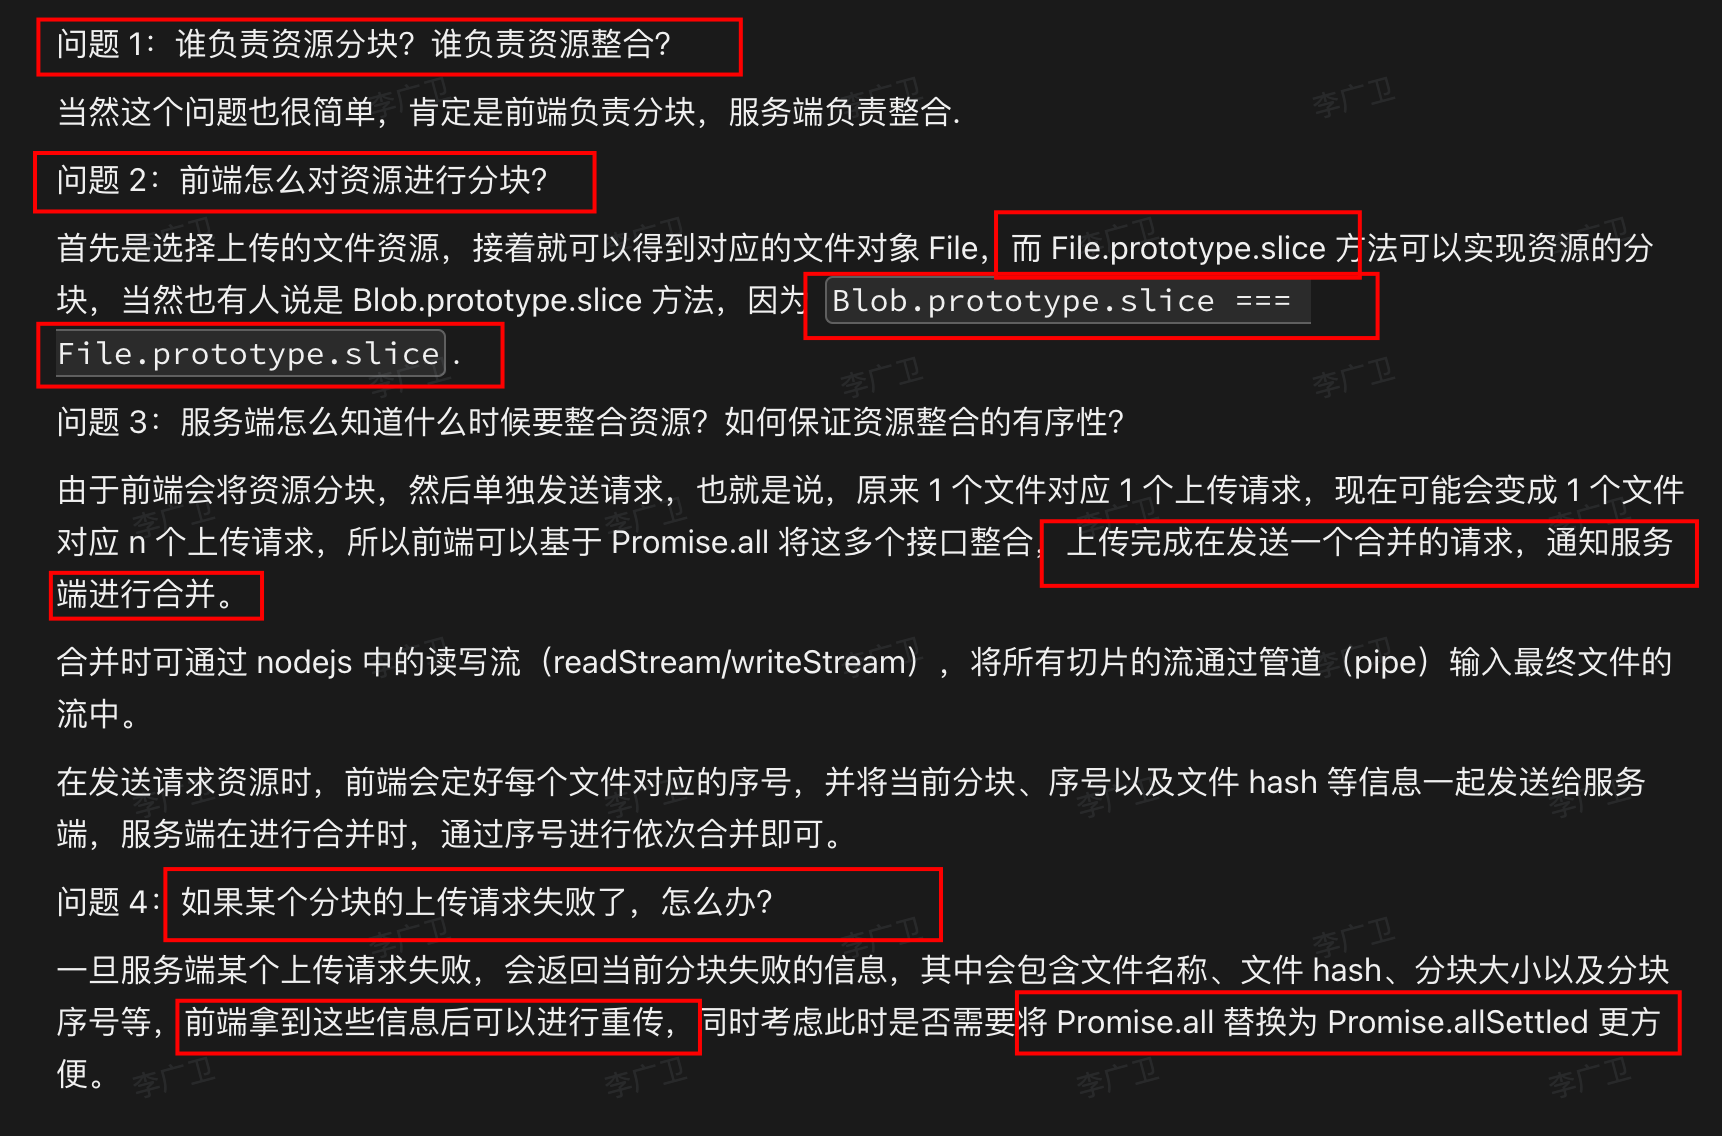 问题 1：谁负责资源分块？谁负责资源整合？
当然这个问题也很简单，肯定是前端负责分块，服务端负责整合.
问题 2：前端怎么对资源进行分块？
首先是选择上传的文件资源，接着就可以得到对应的文件对象 File，而 File.prototype.slice 方法可以实现资源的分
块，当然也有人说是 Blob.prototype.slice 方法，因为 Blob.prototype.slice ===
File.prototype.slice .
问题 3：服务端怎么知道什么时候要整合资源？如何保证资源整合的有序性？
由于前端会将资源分块，然后单独发送请求，也就是说，原来 1 个文件对应 1 个上传请求，现在可能会变成 1 个文件
对应 n 个上传请求，所以前端可以基于 Promise.all 将这多个接口整合，上传完成在发送一个合并的请求，通知服务
端进行合并。
合并时可通过 nodejs 中的读写流（readStream/writeStream），将所有切片的流通过管道（pipe）输入最终文件的
流中。
在发送请求资源时，前端会定好每个文件对应的序号，并将当前分块、序号以及文件 hash 等信息一起发送给服务
端，服务端在进行合并时，通过序号进行依次合并即可。
问题 4：如果某个分块的上传请求失败了，怎么办？
一旦服务端某个上传请求失败，会返回当前分块失败的信息，其中会包含文件名称、文件 hash、分块大小以及分块
序号等，前端拿到这些信息后可以进行重传，同时考虑此时是否需要将 Promise.all 替换为 Promise.allSettled 更方
便。
李广卫